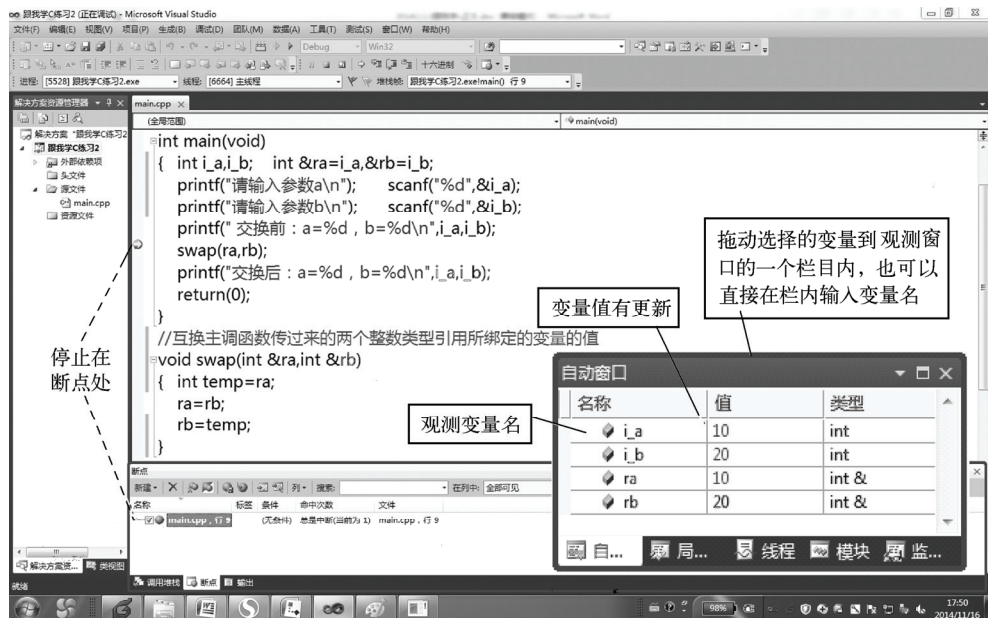 跟我学C练习2 (正在调试) - Microsoft Visual Studio
文件(F) 编辑(E) 视图(V) 项目(P) 生成(B) 调试(D) 团队(M) 数据(A) 工具(T) 测试(S) 窗口(W) 帮助(H)
Debug Win32
十六进制
进程: [5528] 跟我学C练习2.exe 线程: [6664] 主线程 堆栈帧: 跟我学C练习2.exe!main() 行 9
解决方案资源管理器
main.cpp
(全局范围) main(void)
解决方案 "跟我学C练习2
跟我学C练习2
外部依赖项
头文件
源文件
main.cpp
资源文件
int main(void)
{ int i_a,i_b; int &ra=i_a,&rb=i_b;
printf("请输入参数a\n"); scanf("%d",&i_a);
printf("请输入参数b\n"); scanf("%d",&i_b);
printf(" 交换前：a=%d，b=%d\n",i_a,i_b);
swap(ra,rb);
printf("交换后：a=%d，b=%d\n",i_a,i_b);
return(0);
}
//互换主调函数传过来的两个整数类型引用所绑定的变量的值
void swap(int &ra,int &rb)
{ int temp=ra;
ra=rb;
rb=temp;
}
停止在
断点处
拖动选择的变量到观测窗
口的一个栏目内，也可以
直接在栏内输入变量名
变量值有更新
观测变量名
自动窗口
名称 值 类型
i_a 10 int
i_b 20 int
ra 10 int &
rb 20 int &
自... 局... 线程 模块 监...
断点
新建 列 搜索: 在列中: 全部可见
名称 标签 条件 命中次数 文件
main.cpp，行 9 (无条件) 总是中断(当前为 1) main.cpp，行 9
解决方案资... 类视图
调用堆栈 断点 输出
就绪
98%
17:50
2014/11/16